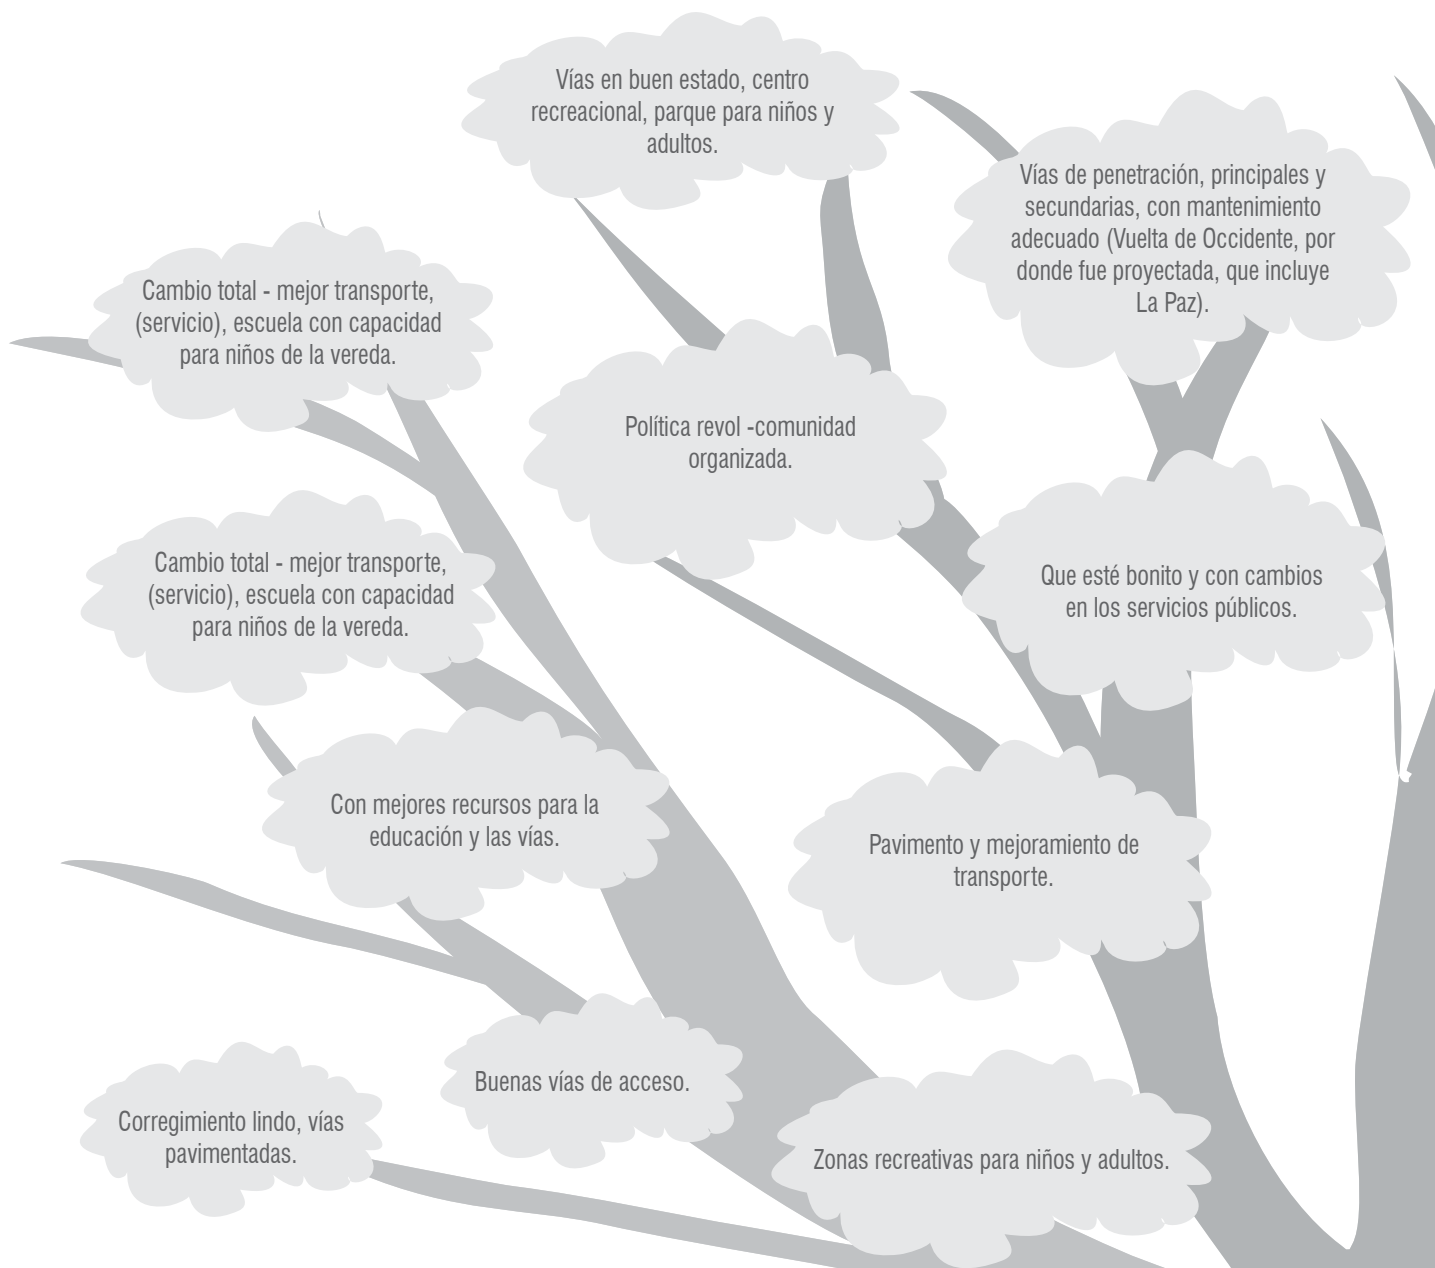 Vías en buen estado, centro
recreacional, parque para niños y
adultos.
Vías de penetración, principales y
secundarias, con mantenimiento
adecuado (Vuelta de Occidente, por
donde fue proyectada, que incluye
La Paz).
Cambio total - mejor transporte,
(servicio), escuela con capacidad
para niños de la vereda.
Política revol -comunidad
organizada.
Cambio total - mejor transporte,
(servicio), escuela con capacidad
para niños de la vereda.
Que esté bonito y con cambios
en los servicios públicos.
Con mejores recursos para la
educación y las vías.
Pavimento y mejoramiento de
transporte.
Buenas vías de acceso.
Corregimiento lindo, vías
pavimentadas.
Zonas recreativas para niños y adultos.